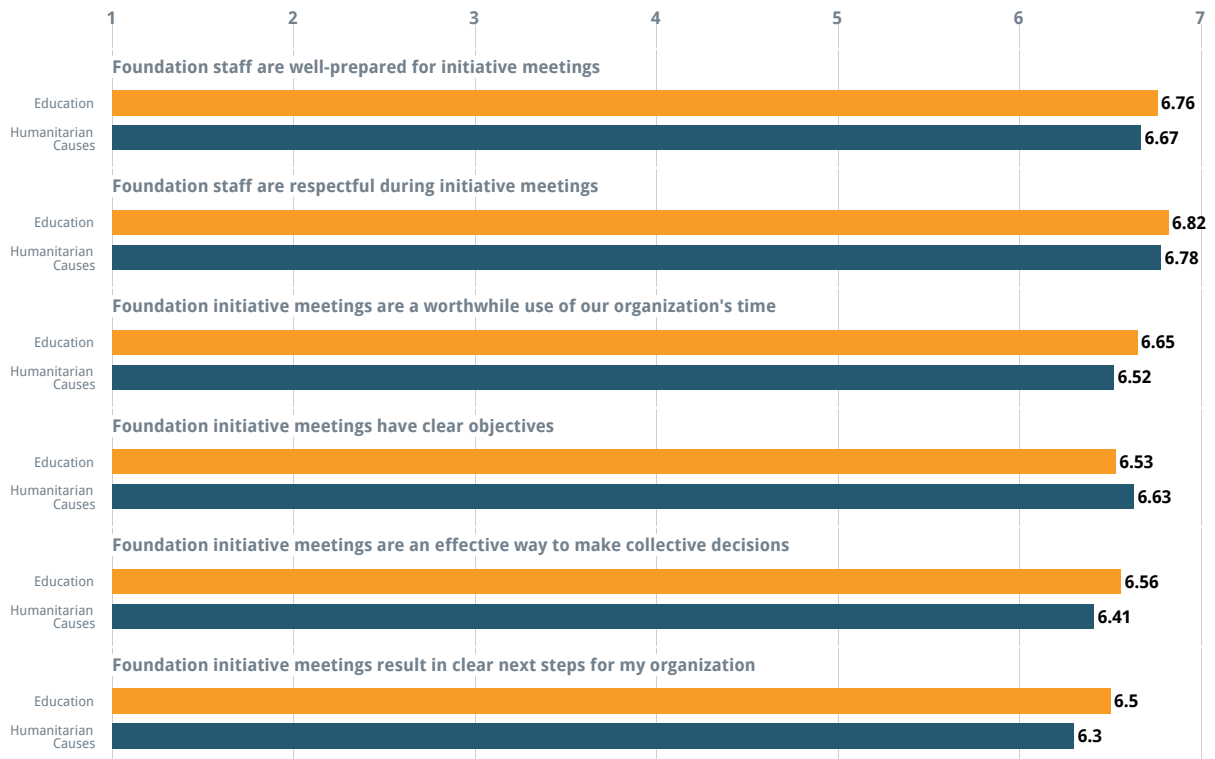 1 2 3 4 5 6 7
Foundation staff are well-prepared for initiative meetings
Education 6.76
Humanitarian
Causes 6.67
Foundation staff are respectful during initiative meetings
Education 6.82
Humanitarian
Causes 6.78
Foundation initiative meetings are a worthwhile use of our organization's time
Education 6.65
Humanitarian
Causes 6.52
Foundation initiative meetings have clear objectives
Education 6.53
Humanitarian
Causes 6.63
Foundation initiative meetings are an effective way to make collective decisions
Education 6.56
Humanitarian
Causes 6.41
Foundation initiative meetings result in clear next steps for my organization
Education 6.5
Humanitarian
Causes 6.3